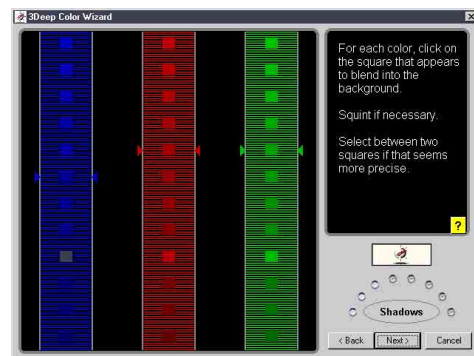 3Deep Color Wizard
For each color, click on
the square that appears
to blend into the
background.
Squint if necessary.
Select between two
squares if that seems
more precise.
?
Shadows
< Back
Next >
Cancel